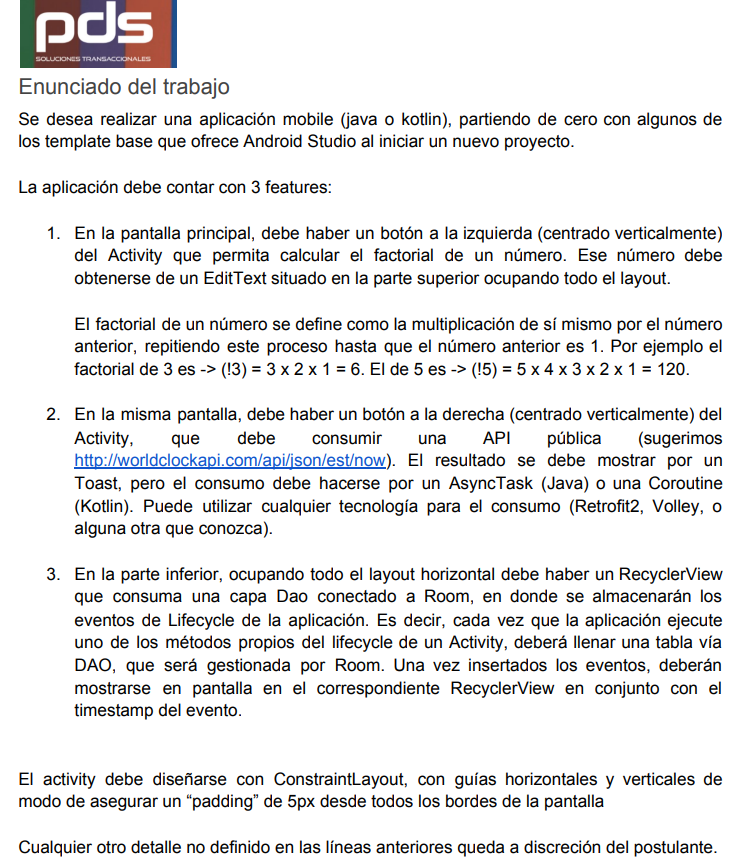 pds
SOLUCIONES TRANSACCIONALES
Enunciado del trabajo
Se desea realizar una aplicación mobile (java o kotlin), partiendo de cero con algunos de
los template base que ofrece Android Studio al iniciar un nuevo proyecto.
La aplicación debe contar con 3 features:
1. En la pantalla principal, debe haber un botón a la izquierda (centrado verticalmente)
del Activity que permita calcular el factorial de un número. Ese número debe
obtenerse de un EditText situado en la parte superior ocupando todo el layout.
El factorial de un número se define como la multiplicación de sí mismo por el número
anterior, repitiendo este proceso hasta que el número anterior es 1. Por ejemplo el
factorial de 3 es -> (!3) = 3 x 2 x 1 = 6. El de 5 es -> (!5) = 5 x 4 x 3 x 2 x 1 = 120.
2. En la misma pantalla, debe haber un botón a la derecha (centrado verticalmente) del
Activity, que debe consumir una API pública (sugerimos
http://worldclockapi.com/api/json/est/now). El resultado se debe mostrar por un
Toast, pero el consumo debe hacerse por un AsyncTask (Java) o una Coroutine
(Kotlin). Puede utilizar cualquier tecnología para el consumo (Retrofit2, Volley, o
alguna otra que conozca).
3. En la parte inferior, ocupando todo el layout horizontal debe haber un RecyclerView
que consuma una capa Dao conectado a Room, en donde se almacenarán los
eventos de Lifecycle de la aplicación. Es decir, cada vez que la aplicación ejecute
uno de los métodos propios del lifecycle de un Activity, deberá llenar una tabla vía
DAO, que será gestionada por Room. Una vez insertados los eventos, deberán
mostrarse en pantalla en el correspondiente RecyclerView en conjunto con el
timestamp del evento.
El activity debe diseñarse con ConstraintLayout, con guías horizontales y verticales de
modo de asegurar un “padding” de 5px desde todos los bordes de la pantalla
Cualquier otro detalle no definido en las líneas anteriores queda a discreción del postulante.